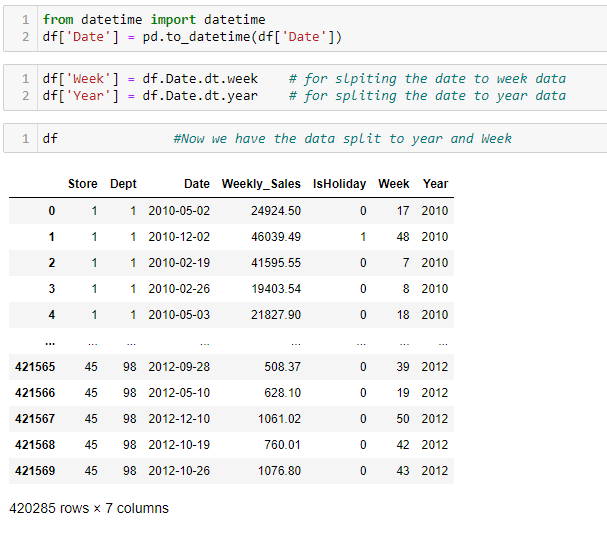 1 from datetime import datetime
2 df['Date'] = pd.to_datetime(df['Date'])
1 df['Week'] = df.Date.dt.week # for slpiting the date to week data
2 df['Year'] = df.Date.dt.year # for spliting the date to year data
1 df #Now we have the data split to year and Week
Store Dept Date Weekly_Sales IsHoliday Week Year
0 1 1 2010-05-02 24924.50 0 17 2010
1 1 1 2010-12-02 46039.49 1 48 2010
2 1 1 2010-02-19 41595.55 0 7 2010
3 1 1 2010-02-26 19403.54 0 8 2010
4 1 1 2010-05-03 21827.90 0 18 2010
... ... ... ... ... ... ... ...
421565 45 98 2012-09-28 508.37 0 39 2012
421566 45 98 2012-05-10 628.10 0 19 2012
421567 45 98 2012-12-10 1061.02 0 50 2012
421568 45 98 2012-10-19 760.01 0 42 2012
421569 45 98 2012-10-26 1076.80 0 43 2012
420285 rows × 7 columns